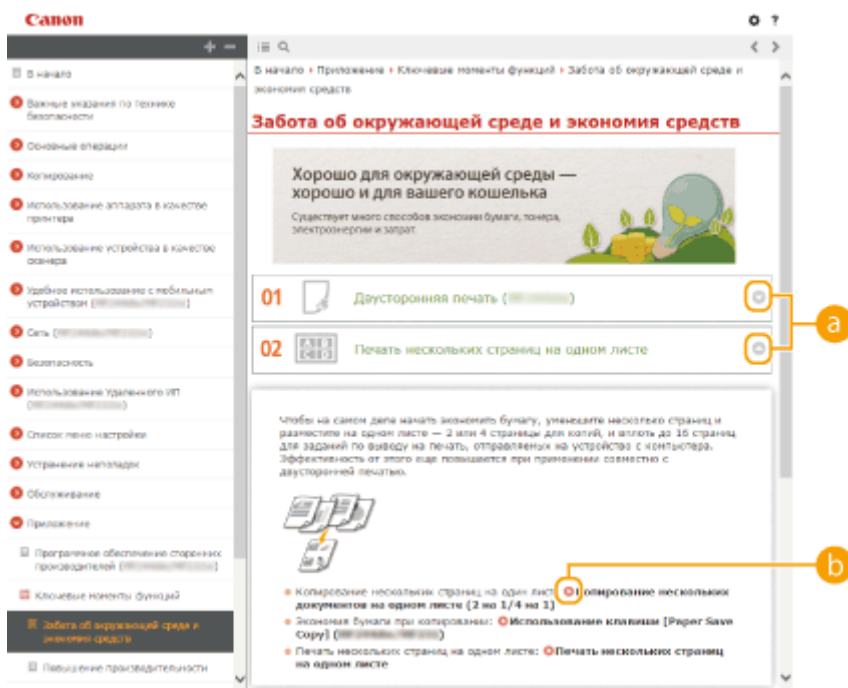 Canon
?
+ −
В начало
Важные указания по технике
безопасности
Основные операции
Копирование
Использование аппарата в качестве
принтера
Использование устройства в качестве
сканера
Удобное использование с мобильным
устройством (
)
Сеть (
)
Безопасность
Использование Удаленного ИП
(
)
Список меню настройки
Устранение неполадок
Обслуживание
Приложение
Программное обеспечение сторонних
производителей (
)
Ключевые моменты функций
Забота об окружающей среде и
экономия средств
Повышение производительности
В начало › Приложение › Ключевые моменты функций › Забота об окружающей среде и
экономия средств
Забота об окружающей среде и экономия средств
Хорошо для окружающей среды —
хорошо и для вашего кошелька
Существует много способов экономии бумаги, тонера,
электроэнергии и затрат.
01 Двусторонняя печать (
)
02 A B C D Печать нескольких страниц на одном листе
a
Чтобы на самом деле начать экономить бумагу, уменьшите несколько страниц и
разместите на одном листе — 2 или 4 страницы для копий, и вплоть до 16 страниц
для заданий по выводу на печать, отправляемых на устройство с компьютера.
Эффективность от этого еще повышается при применении совместно с
двусторонней печатью.
b
Копирование нескольких страниц на один лист: Копирование нескольких
документов на одном листе (2 на 1/4 на 1)
Экономия бумаги при копировании: Использование клавиши [Paper Save
Copy] (
)
Печать нескольких страниц на одном листе: Печать нескольких страниц
на одном листе